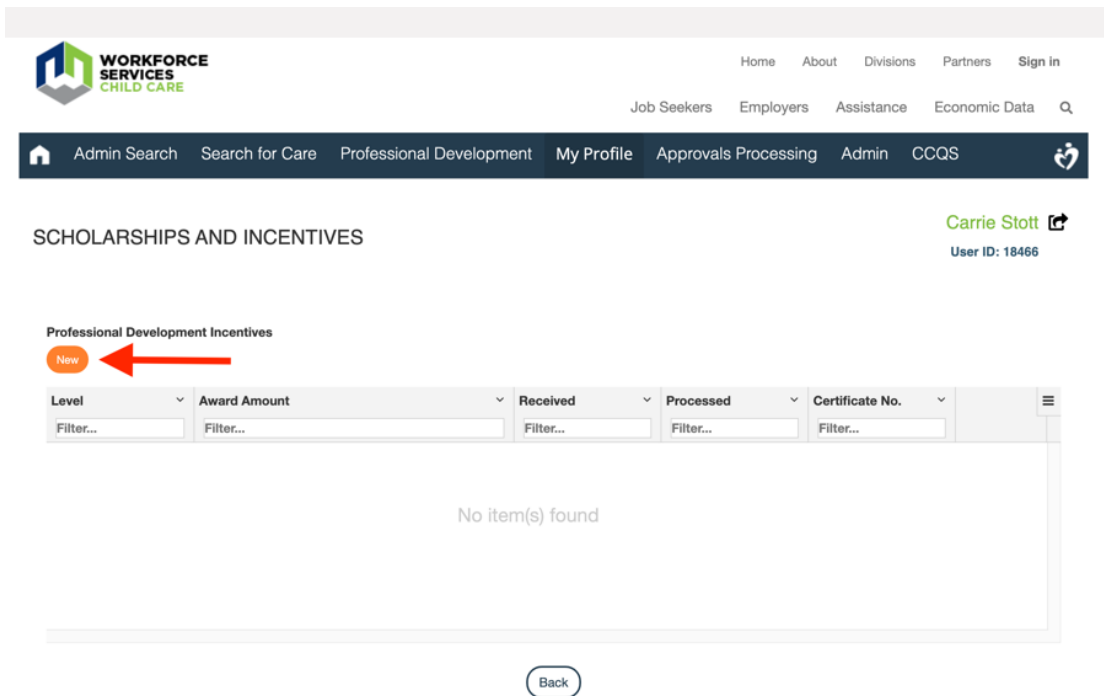 WORKFORCE
SERVICES
CHILD CARE
Home About Divisions Partners Sign in
Job Seekers Employers Assistance Economic Data
Admin Search Search for Care Professional Development My Profile Approvals Processing Admin CCQS
SCHOLARSHIPS AND INCENTIVES
Carrie Stott
User ID: 18466
Professional Development Incentives
New
Level Award Amount Received Processed Certificate No.
Filter... Filter... Filter... Filter... Filter...
No item(s) found
Back